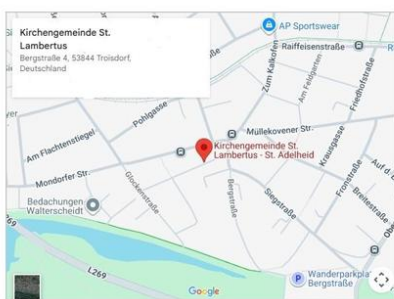 Kirchengemeinde St.
Lambertus
Bergstraße 4, 53844 Troisdorf,
Deutschland
AP Sportswear
Raiffeisenstraße
Zum Kalkofen
Am Feldgarten
Friedhofstraße
Pohlgasse
Müllekovener Str.
Am Flachtenstiegel
Kirchengemeinde St.
Lambertus - St. Adelheid
Krausgasse
Mondorfer Str.
Glockenstraße
Bergstraße
Siegstraße
Fronstraße
Auf d.
Breitestraße
Bedachungen
Walterscheidt
L269
L269
Wanderparkpla
Bergstraße
Google